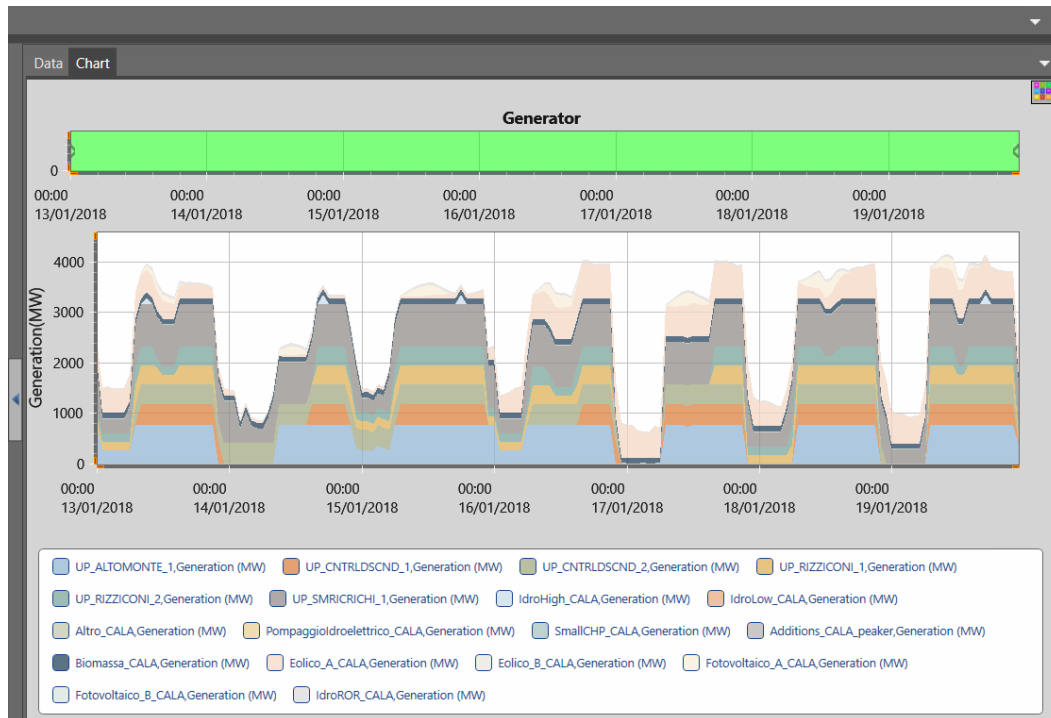 Data Chart
Generator
0
00:00 00:00 00:00 00:00 00:00 00:00 00:00
13/01/2018 14/01/2018 15/01/2018 16/01/2018 17/01/2018 18/01/2018 19/01/2018
Generation(MW)
4000
3000
2000
1000
0
00:00 00:00 00:00 00:00 00:00 00:00 00:00
13/01/2018 14/01/2018 15/01/2018 16/01/2018 17/01/2018 18/01/2018 19/01/2018
UP_ALTOMONTE_1,Generation (MW) UP_CNTRLDSCND_1,Generation (MW) UP_CNTRLDSCND_2,Generation (MW) UP_RIZZICONI_1,Generation (MW)
UP_RIZZICONI_2,Generation (MW) UP_SMRICRICHI_1,Generation (MW) IdroHigh_CALA,Generation (MW) IdroLow_CALA,Generation (MW)
Altro_CALA,Generation (MW) PompaggioIdroelettrico_CALA,Generation (MW) SmallCHP_CALA,Generation (MW) Additions_CALA_peaker,Generation (MW)
Biomassa_CALA,Generation (MW) Eolico_A_CALA,Generation (MW) Eolico_B_CALA,Generation (MW) Fotovoltaico_A_CALA,Generation (MW)
Fotovoltaico_B_CALA,Generation (MW) IdroROR_CALA,Generation (MW)